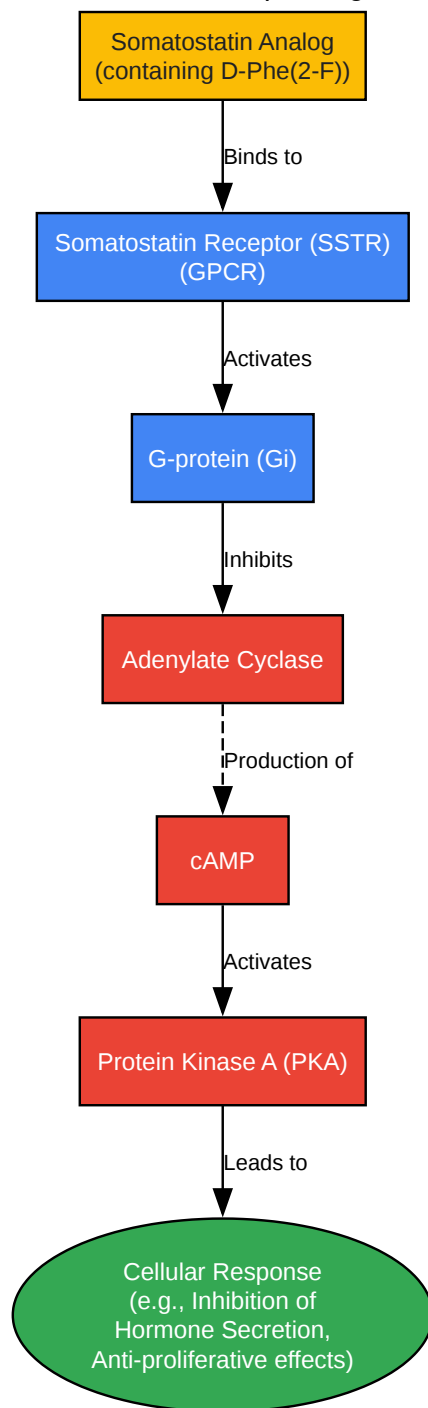 Somatostatin Analog
(containing D-Phe(2-F))
Binds to
Somatostatin Receptor (SSTR)
(GPCR)
Activates
G-protein (Gi)
Inhibits
Adenylate Cyclase
Production of
cAMP
Activates
Protein Kinase A (PKA)
Leads to
Cellular Response
(e.g., Inhibition of
Hormone Secretion,
Anti-proliferative effects)